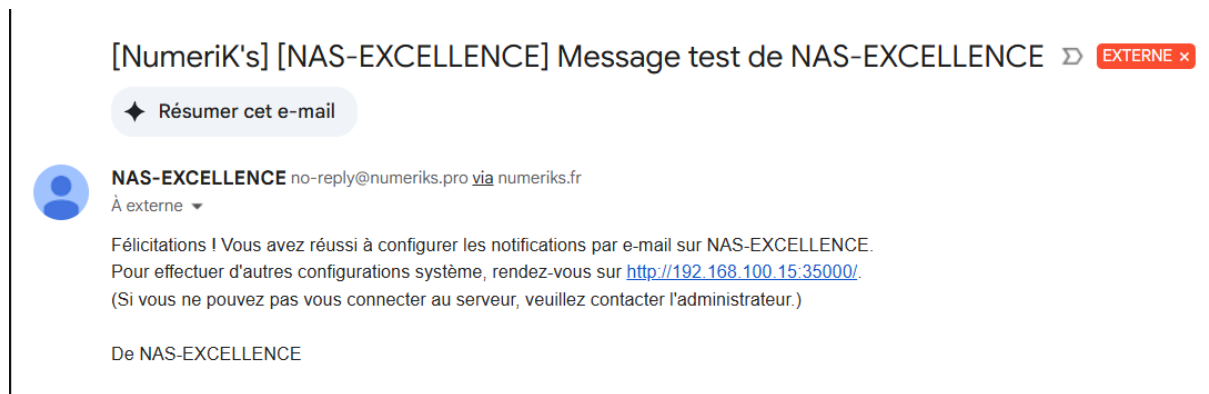 [NumeriK's] [NAS-EXCELLENCE] Message test de NAS-EXCELLENCE EXTERNE ×
Résumer cet e-mail
NAS-EXCELLENCE no-reply@numeriks.pro via numeriks.fr
À externe
Félicitations ! Vous avez réussi à configurer les notifications par e-mail sur NAS-EXCELLENCE.
Pour effectuer d'autres configurations système, rendez-vous sur http://192.168.100.15:35000/.
(Si vous ne pouvez pas vous connecter au serveur, veuillez contacter l'administrateur.)
De NAS-EXCELLENCE